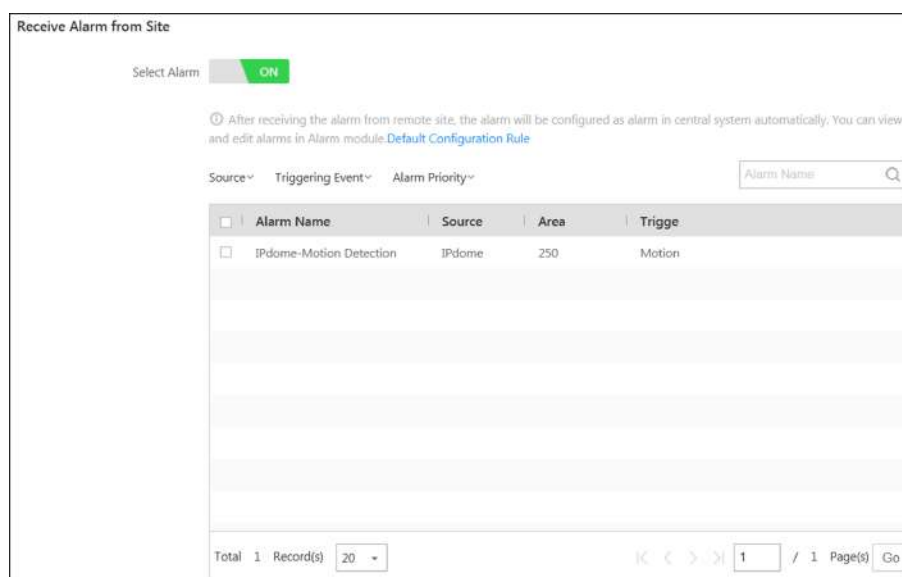 Receive Alarm from Site
Select Alarm ON
After receiving the alarm from remote site, the alarm will be configured as alarm in central system automatically. You can view
and edit alarms in Alarm module.Default Configuration Rule
Source Triggering Event Alarm Priority Alarm Name
Alarm Name Source Area Trigge
IPdome-Motion Detection IPdome 250 Motion
Total 1 Record(s) 20 1 / 1 Page(s) Go